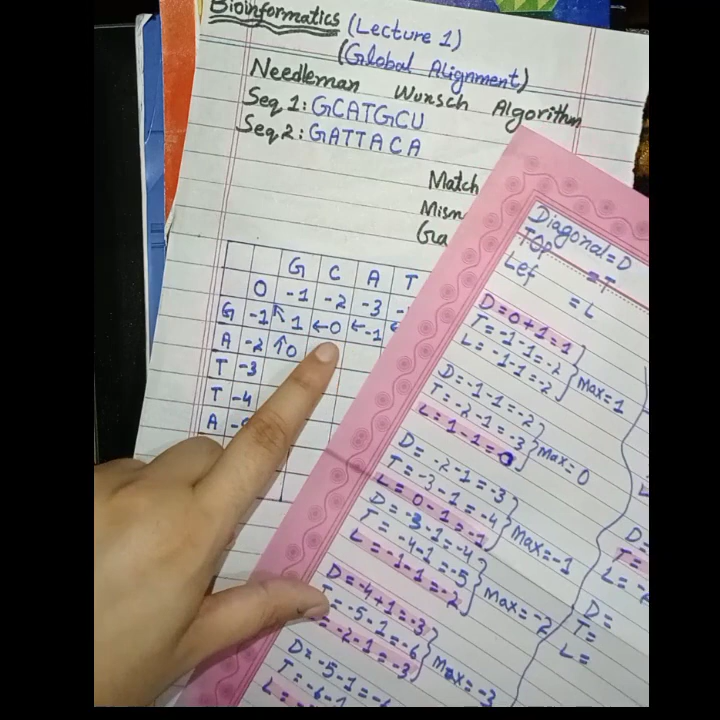 Bioinformatics (Lecture 1)
(Global Alignment)
Needleman Wunsch Algorithm
Seq 1: GCATGCU
Seq 2: GATTACA
Match
G C A T
0 -1 -2 -3
G -1 ↖1 ←0 ←-1
A -2 ↑0
T -3
T -4
A
Diagonal = D
TOP = T
Lef = L
D = 0+1 = 1
T = -1-1 = -2
L = -1-1 = -2
Max = 1
D = -1-1 = -2
T = -2-1 = -3
L = 1-1 = 0
Max = 0
D = -2-1 = -3
T = -3-1 = -4
L = 0-1 = -1
Max = -1
D = -3-1 = -4
T = -4-1 = -5
L = -1-1 = -2
Max = -2
D = -4+1 = -3
T = -5-1 = -6
= -2-1 = -3
Max = -3
D = -5-1 = -6
T = -6-1
L =
D =
T =
L =
D =
T =
L =